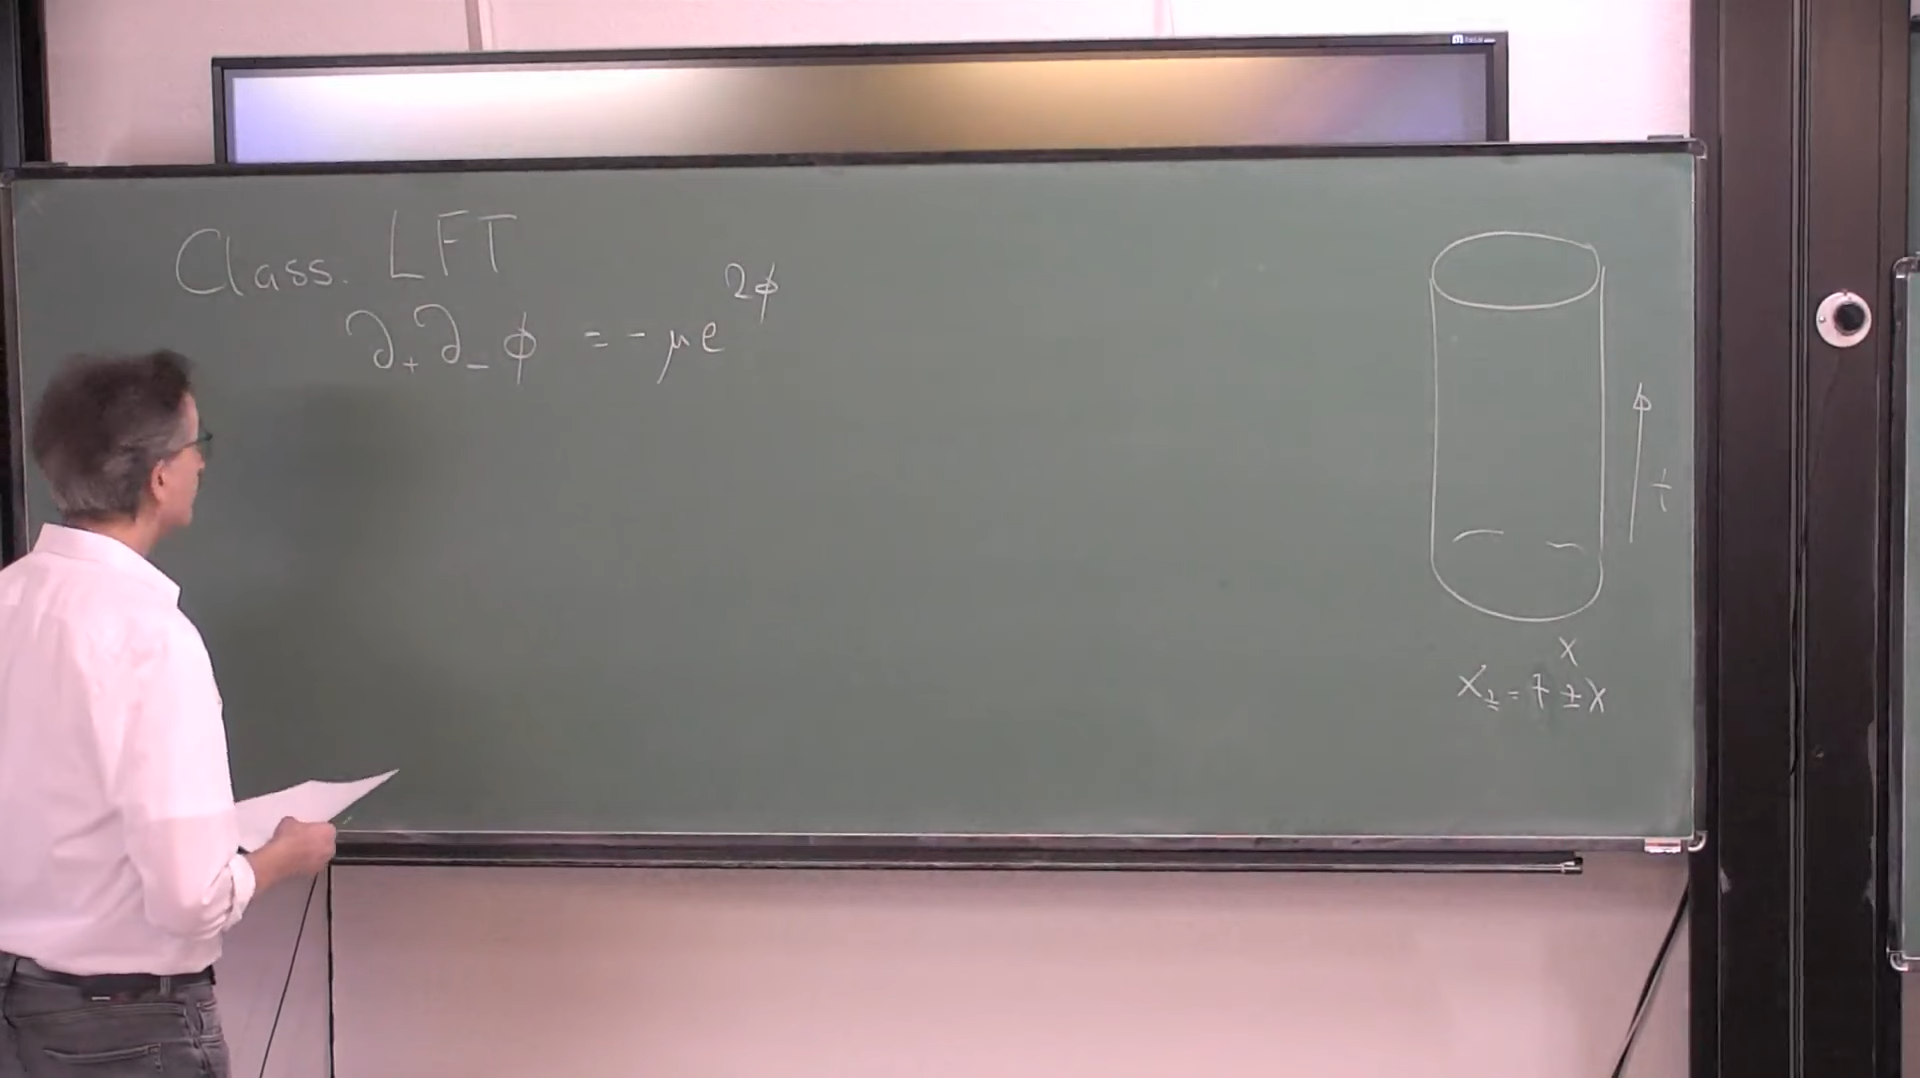 Class. LFT
∂₊∂₋ϕ = -μe^{2ϕ}
t
x
x± = t ± x